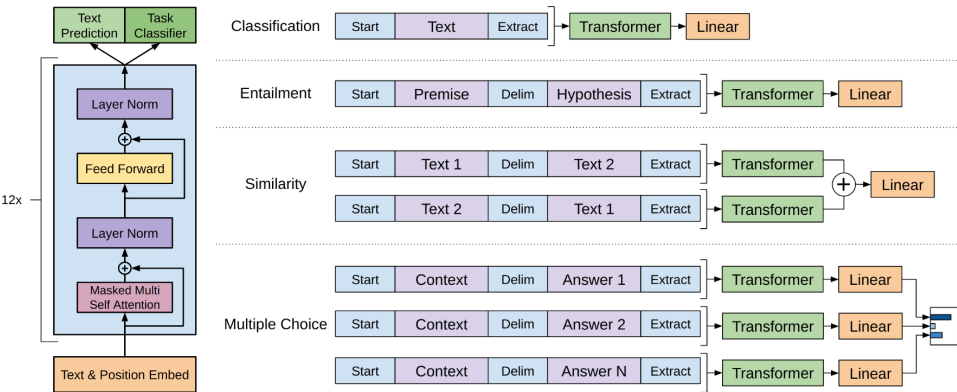 Text
Prediction
Task
Classifier
12x
Layer Norm
Feed Forward
Layer Norm
Masked Multi
Self Attention
Text & Position Embed
Classification
Start Text Extract Transformer Linear
Entailment
Start Premise Delim Hypothesis Extract Transformer Linear
Similarity
Start Text 1 Delim Text 2 Extract Transformer
Start Text 2 Delim Text 1 Extract Transformer
Linear
Multiple Choice
Start Context Delim Answer 1 Extract Transformer Linear
Start Context Delim Answer 2 Extract Transformer Linear
Start Context Delim Answer N Extract Transformer Linear